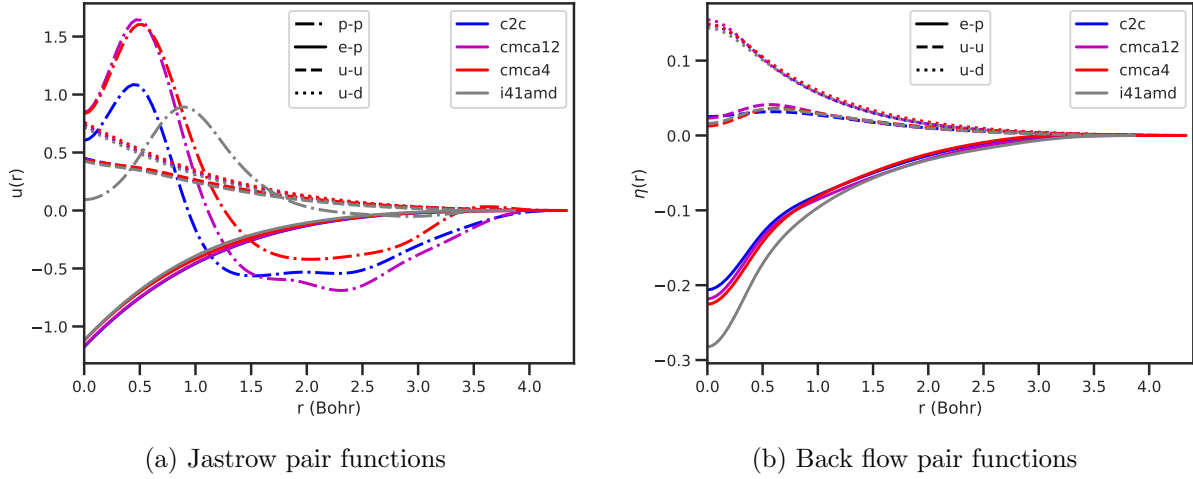 p-p
e-p
u-u
u-d
c2c
cmca12
cmca4
i41amd
u(r)
1.5
1.0
0.5
0.0
−0.5
−1.0
0.0 0.5 1.0 1.5 2.0 2.5 3.0 3.5 4.0
r (Bohr)
(a) Jastrow pair functions
e-p
u-u
u-d
c2c
cmca12
cmca4
i41amd
η(r)
0.1
0.0
−0.1
−0.2
−0.3
0.0 0.5 1.0 1.5 2.0 2.5 3.0 3.5 4.0
r (Bohr)
(b) Back flow pair functions